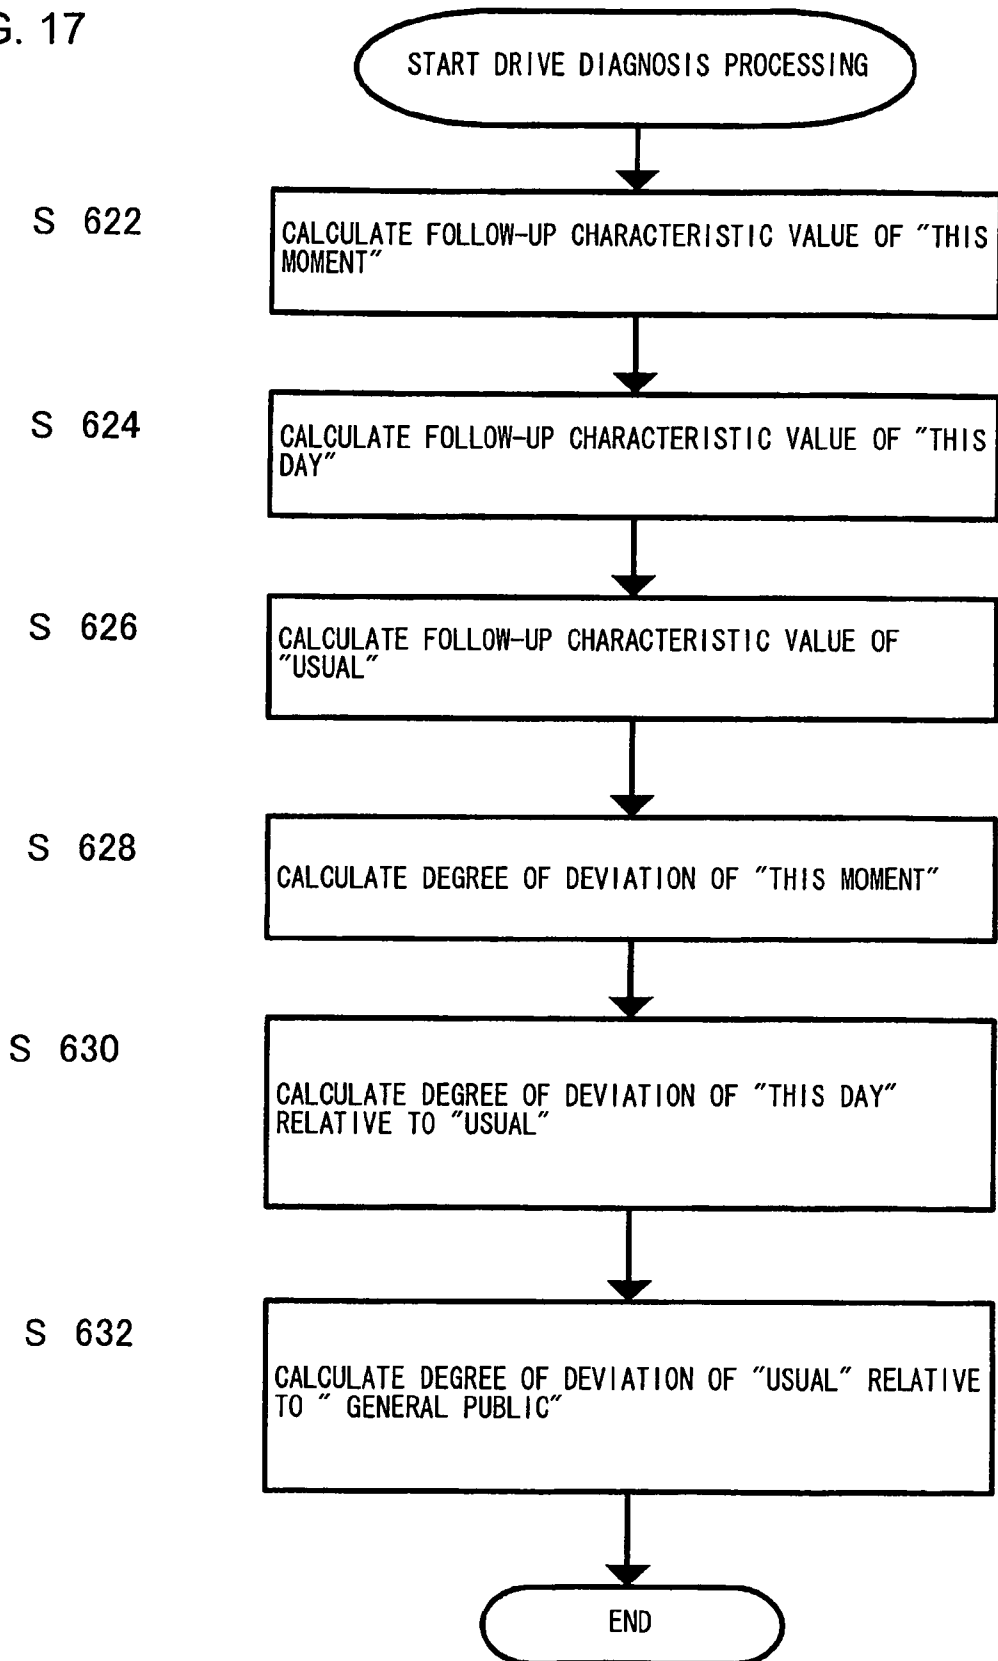 G. 17
START DRIVE DIAGNOSIS PROCESSING
S 622
CALCULATE FOLLOW-UP CHARACTERISTIC VALUE OF "THIS
MOMENT"
S 624
CALCULATE FOLLOW-UP CHARACTERISTIC VALUE OF "THIS
DAY"
S 626
CALCULATE FOLLOW-UP CHARACTERISTIC VALUE OF
"USUAL"
S 628
CALCULATE DEGREE OF DEVIATION OF "THIS MOMENT"
S 630
CALCULATE DEGREE OF DEVIATION OF "THIS DAY"
RELATIVE TO "USUAL"
S 632
CALCULATE DEGREE OF DEVIATION OF "USUAL" RELATIVE
TO " GENERAL PUBLIC"
END